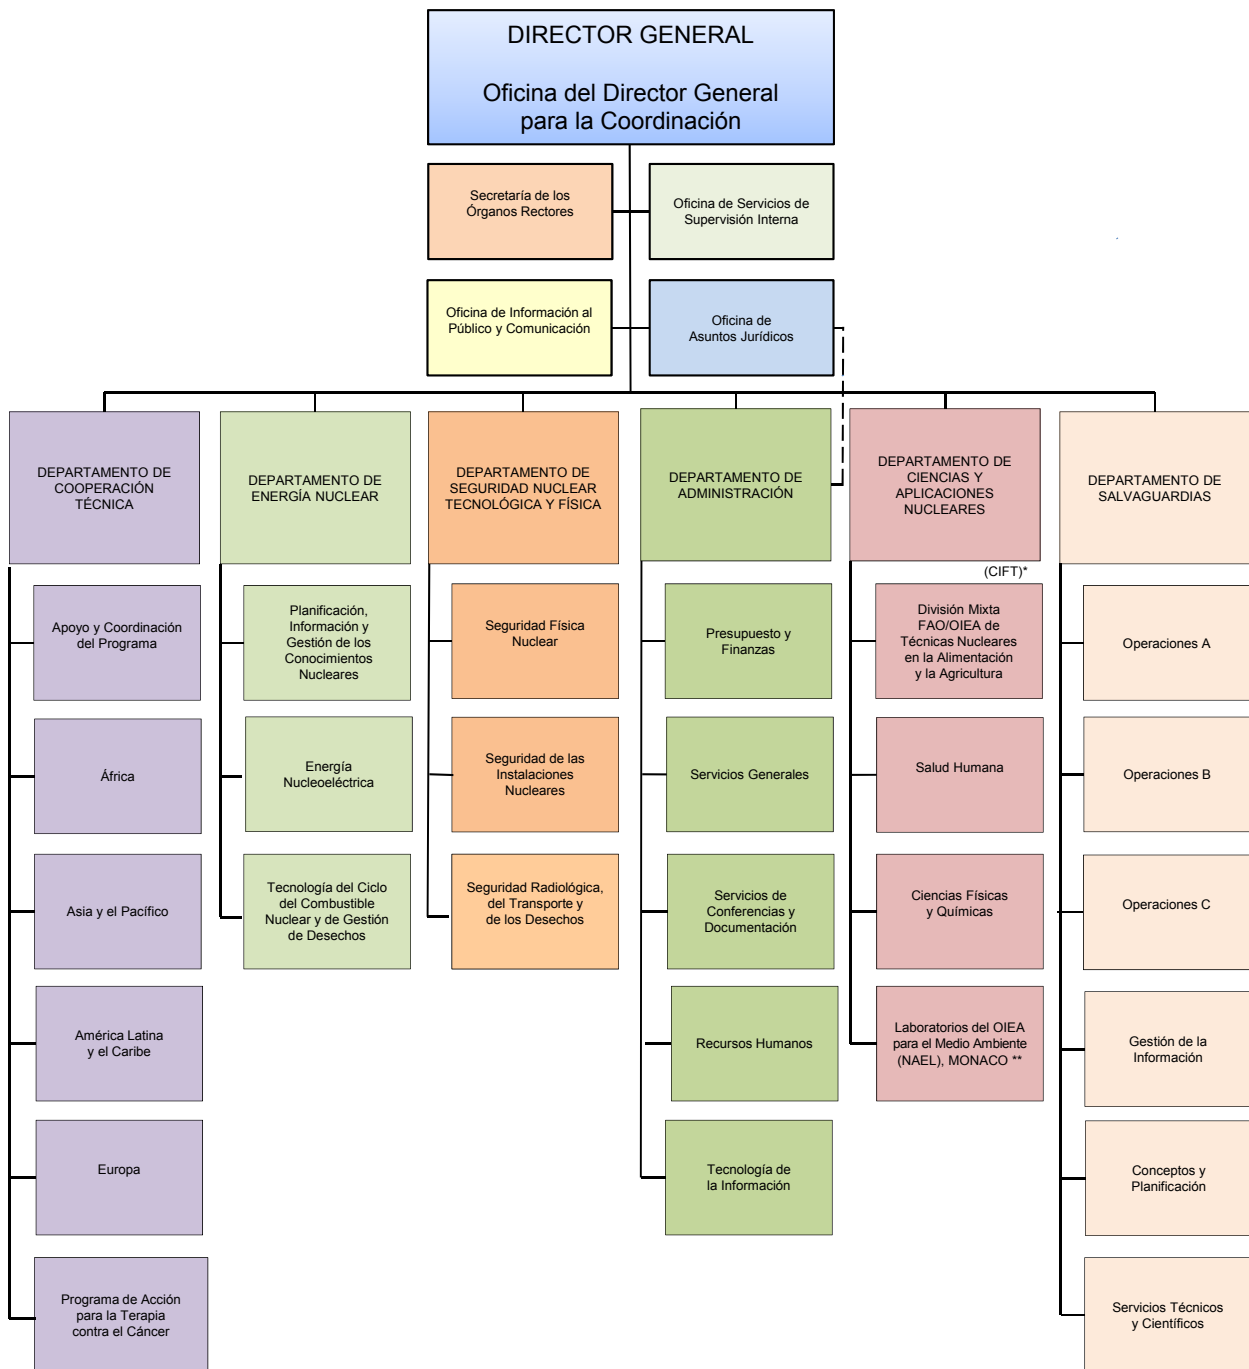 DIRECTOR GENERAL
Oficina del Director General
para la Coordinación
Secretaría de los
Órganos Rectores
Oficina de Servicios de
Supervisión Interna
Oficina de Información al
Público y Comunicación
Oficina de
Asuntos Jurídicos
DEPARTAMENTO DE
COOPERACIÓN
TÉCNICA
DEPARTAMENTO DE
ENERGÍA NUCLEAR
DEPARTAMENTO DE
SEGURIDAD NUCLEAR
TECNOLÓGICA Y FÍSICA
DEPARTAMENTO DE
ADMINISTRACIÓN
DEPARTAMENTO DE
CIENCIAS Y
APLICACIONES
NUCLEARES
DEPARTAMENTO DE
SALVAGUARDIAS
(CIFT)*
Apoyo y Coordinación
del Programa
Planificación,
Información y
Gestión de los
Conocimientos
Nucleares
Seguridad Física
Nuclear
Presupuesto y
Finanzas
División Mixta
FAO/OIEA de
Técnicas Nucleares
en la Alimentación
y la Agricultura
Operaciones A
África
Energía
Nucleoeléctrica
Seguridad de las
Instalaciones
Nucleares
Servicios Generales
Salud Humana
Operaciones B
Asia y el Pacífico
Tecnología del Ciclo
del Combustible
Nuclear y de Gestión
de Desechos
Seguridad Radiológica,
del Transporte y
de los Desechos
Servicios de
Conferencias y
Documentación
Ciencias Físicas
y Químicas
Operaciones C
América Latina
y el Caribe
Recursos Humanos
Laboratorios del OIEA
para el Medio Ambiente
(NAEL), MONACO **
Gestión de la
Información
Europa
Tecnología de
la Información
Conceptos y
Planificación
Programa de Acción
para la Terapia
contra el Cáncer
Servicios Técnicos
y Científicos